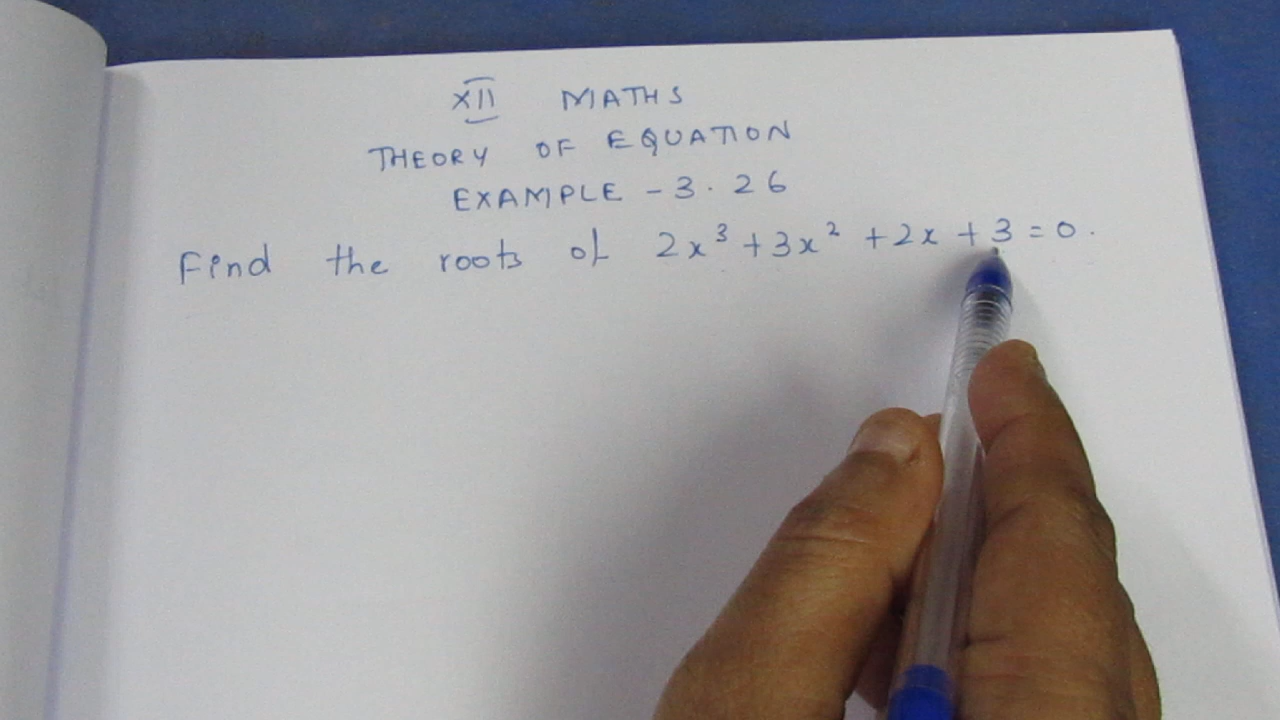 XII MATHS
THEORY OF EQUATION
EXAMPLE - 3.26
Find the roots of 2x³ + 3x² + 2x + 3 = 0.